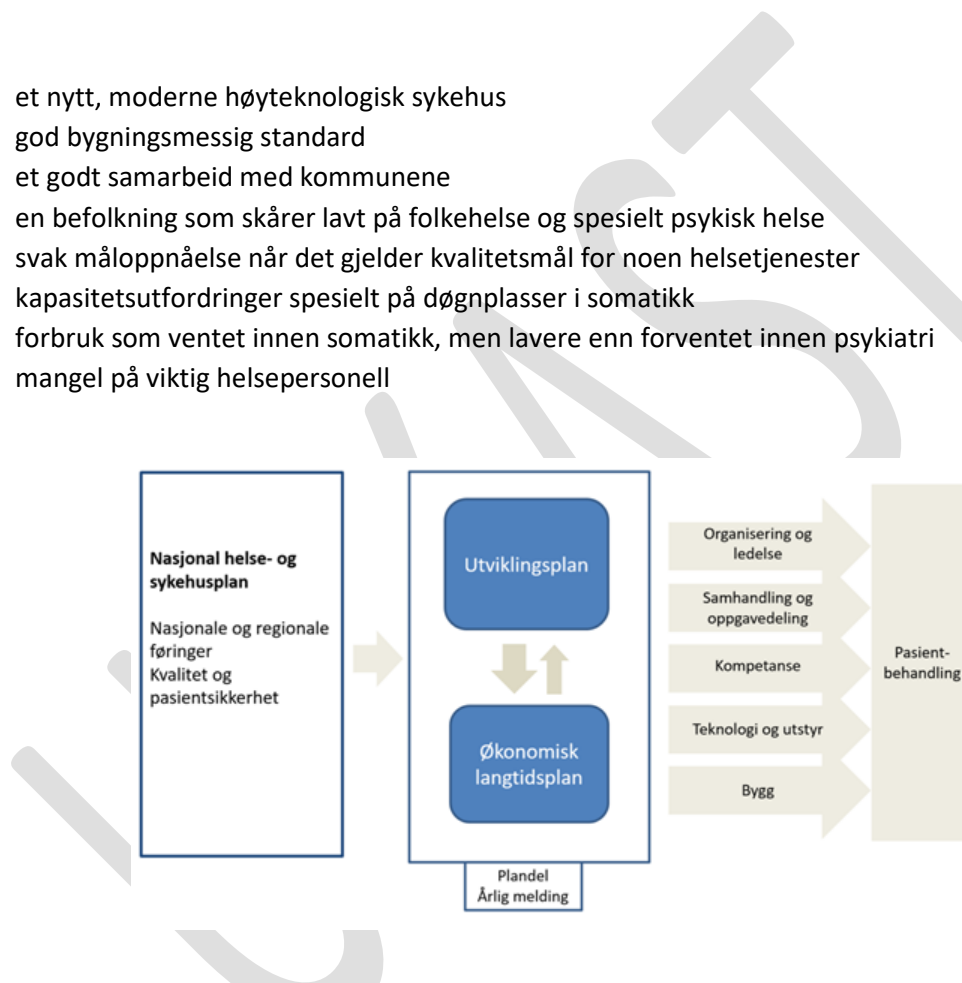 et nytt, moderne høyteknologisk sykehus
god bygningsmessig standard
et godt samarbeid med kommunene
en befolkning som skårer lavt på folkehelse og spesielt psykisk helse
svak måloppnåelse når det gjelder kvalitetsmål for noen helsetjenester
kapasitetsutfordringer spesielt på døgnplasser i somatikk
forbruk som ventet innen somatikk, men lavere enn forventet innen psykiatri
mangel på viktig helsepersonell
Nasjonal helse- og
sykehusplan
Nasjonale og regionale
føringer
Kvalitet og
pasientsikkerhet
Utviklingsplan
Økonomisk
langtidsplan
Plandel
Årlig melding
Organisering og
ledelse
Samhandling og
oppgavedeling
Kompetanse
Teknologi og utstyr
Bygg
Pasient-
behandling